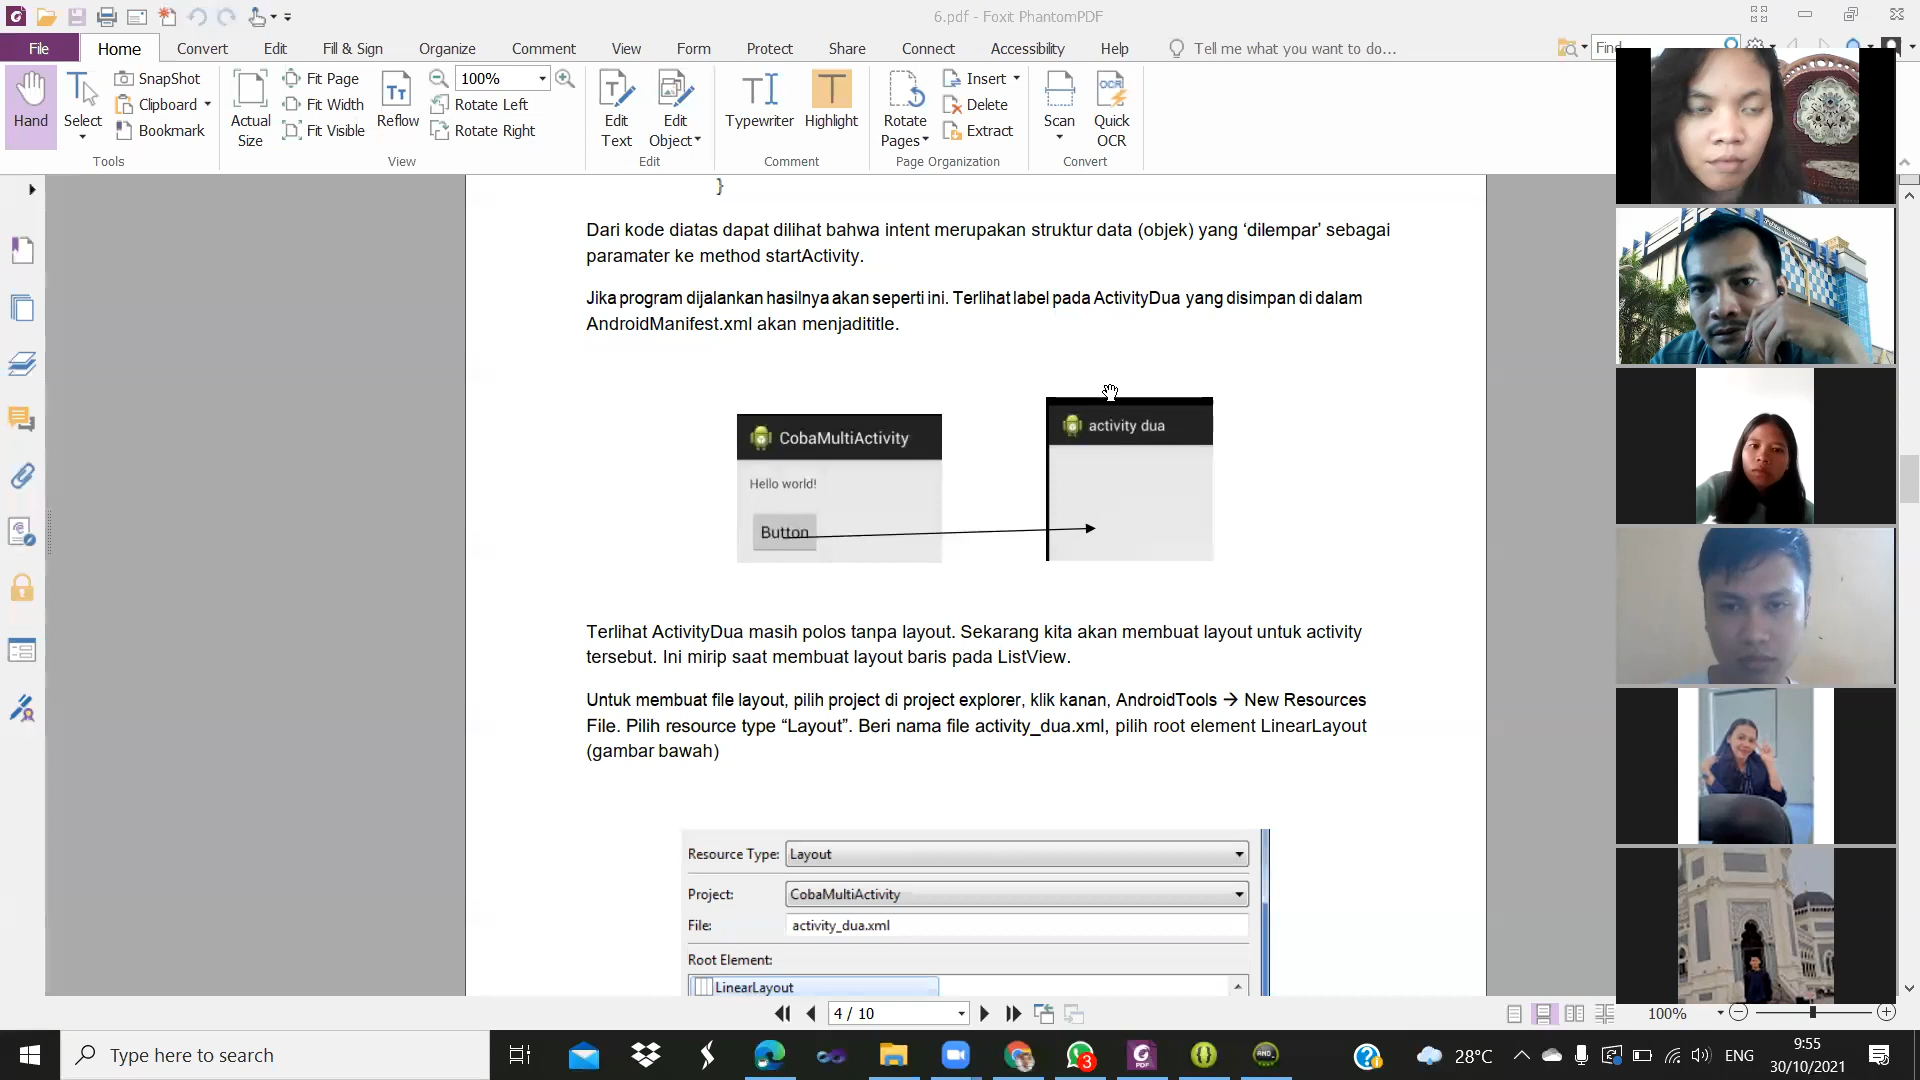 6.pdf - Foxit PhantomPDF
File Home Convert Edit Fill & Sign Organize Comment View Form Protect Share Connect Accessibility Help Tell me what you want to do... Find
Hand
Select
SnapShot
Clipboard
Bookmark
Tools
Actual Size
Fit Page
Fit Width
Fit Visible
Reflow
100%
Rotate Left
Rotate Right
View
Edit Text
Edit Object
Edit
Typewriter
Highlight
Comment
Rotate Pages
Insert
Delete
Extract
Page Organization
Scan
OCR
Quick OCR
Convert
}
Dari kode diatas dapat dilihat bahwa intent merupakan struktur data (objek) yang ‘dilempar’ sebagai
paramater ke method startActivity.
Jika program dijalankan hasilnya akan seperti ini. Terlihat label pada ActivityDua yang disimpan di dalam
AndroidManifest.xml akan menjadititle.
CobaMultiActivity
Hello world!
Button
activity dua
Terlihat ActivityDua masih polos tanpa layout. Sekarang kita akan membuat layout untuk activity
tersebut. Ini mirip saat membuat layout baris pada ListView.
Untuk membuat file layout, pilih project di project explorer, klik kanan, AndroidTools → New Resources
File. Pilih resource type “Layout”. Beri nama file activity_dua.xml, pilih root element LinearLayout
(gambar bawah)
Resource Type: Layout
Project: CobaMultiActivity
File: activity_dua.xml
Root Element:
LinearLayout
4 / 10
100%
Type here to search
3
PDF
AND
28°C
ENG
9:55
30/10/2021